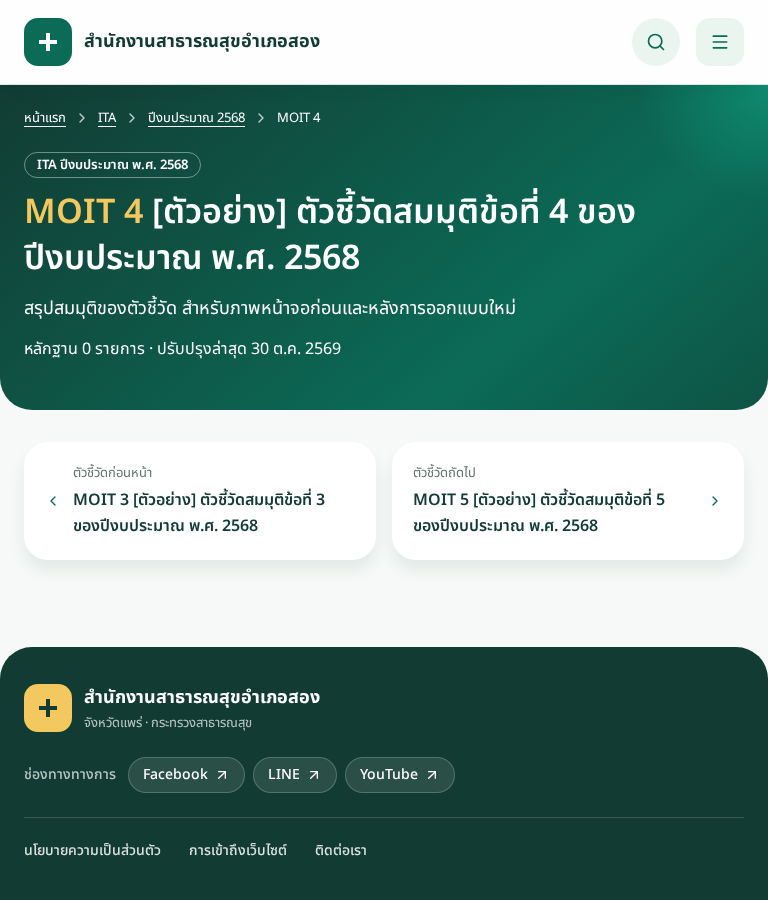 สำนักงานสาธารณสุขอำเภอสอง
หน้าแรก
ITA
ปีงบประมาณ 2568
MOIT 4
ITA ปีงบประมาณ พ.ศ. 2568
MOIT 4 [ตัวอย่าง] ตัวชี้วัดสมมุติข้อที่ 4 ของ
ปีงบประมาณ พ.ศ. 2568
สรุปสมมุติของตัวชี้วัด สำหรับภาพหน้าจอก่อนและหลังการออกแบบใหม่
หลักฐาน 0 รายการ · ปรับปรุงล่าสุด 30 ต.ค. 2569
ตัวชี้วัดก่อนหน้า
MOIT 3 [ตัวอย่าง] ตัวชี้วัดสมมุติข้อที่ 3
ของปีงบประมาณ พ.ศ. 2568
ตัวชี้วัดถัดไป
MOIT 5 [ตัวอย่าง] ตัวชี้วัดสมมุติข้อที่ 5
ของปีงบประมาณ พ.ศ. 2568
สำนักงานสาธารณสุขอำเภอสอง
จังหวัดแพร่ · กระทรวงสาธารณสุข
ช่องทางทางการ
Facebook
LINE
YouTube
นโยบายความเป็นส่วนตัว
การเข้าถึงเว็บไซต์
ติดต่อเรา